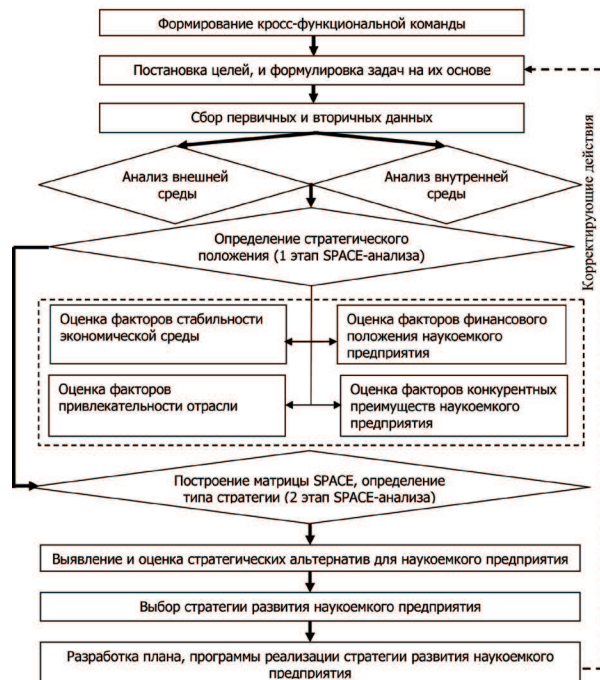 Формирование кросс-функциональной команды
Постановка целей, и формулировка задач на их основе
Сбор первичных и вторичных данных
Анализ внешней
среды
Анализ внутренней
среды
Корректирующие действия
Определение стратегического
положения (1 этап SPACE-анализа)
Оценка факторов стабильности
экономической среды
Оценка факторов финансового
положения наукоемкого
предприятия
Оценка факторов
привлекательности отрасли
Оценка факторов конкурентных
преимуществ наукоемкого
предприятия
Построение матрицы SPACE, определение
типа стратегии (2 этап SPACE-анализа)
Выявление и оценка стратегических альтернатив для наукоемкого предприятия
Выбор стратегии развития наукоемкого предприятия
Разработка плана, программы реализации стратегии развития наукоемкого
предприятия